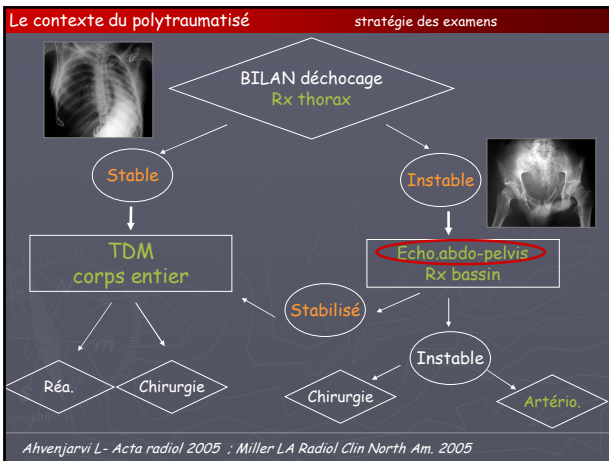 Le contexte du polytraumatisé stratégie des examens
BILAN déchocage
Rx thorax
Stable
Instable
TDM
corps entier
Echo.abdo-pelvis
Rx bassin
Stabilisé
Instable
Réa.
Chirurgie
Chirurgie
Artério.
Ahvenjarvi L- Acta radiol 2005 ; Miller LA Radiol Clin North Am. 2005